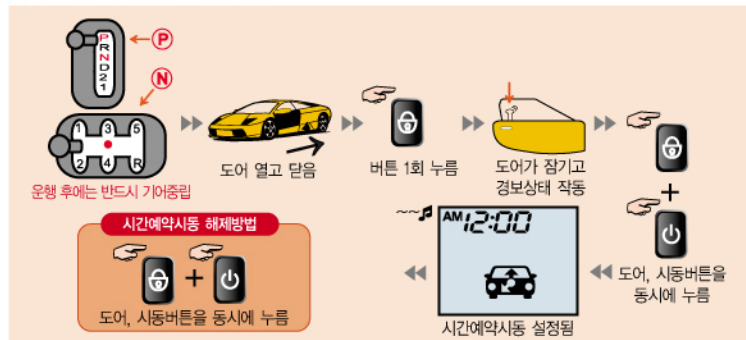 P
R
N
D
2
1
P
N
1 3 5
2 4 R
운행 후에는 반드시 기어중립
도어 열고 닫음
버튼 1회 누름
도어가 잠기고
경보상태 작동
+
도어, 시동버튼을
동시에 누름
AM 12:00
시간예약시동 설정됨
시간예약시동 해제방법
+
도어, 시동버튼을 동시에 누름